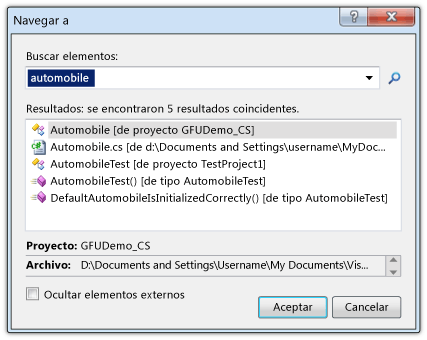 Navegar a
Buscar elementos:
automobile
Resultados: se encontraron 5 resultados coincidentes.
Automobile [de proyecto GFUDemo_CS]
Automobile.cs [de d:\Documents and Settings\username\MyDoc...
AutomobileTest [de proyecto TestProject1]
AutomobileTest() [de tipo AutomobileTest]
DefaultAutomobileIsInitializedCorrectly() [de tipo AutomobileTest]
Proyecto: GFUDemo_CS
Archivo: D:\Documents and Settings\Username\My Documents\Vis...
Ocultar elementos externos
Aceptar Cancelar